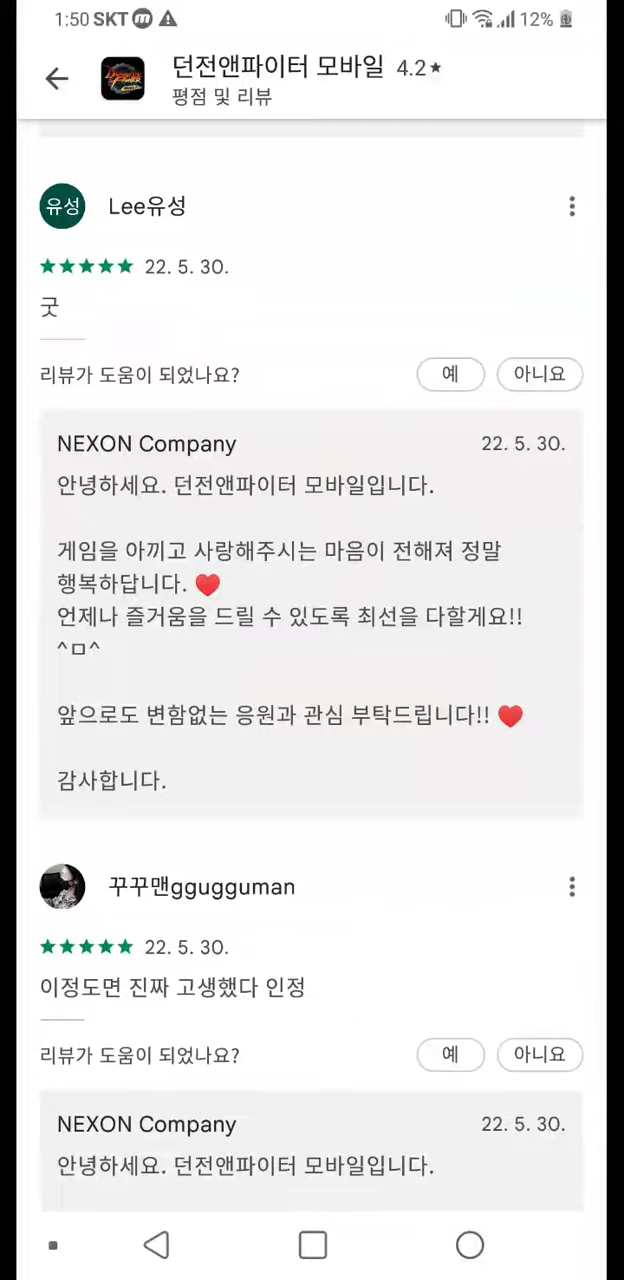 1:50 SKT 12%
던전앤파이터 모바일 4.2★
평점 및 리뷰
유성 Lee유성
★★★★★ 22. 5. 30.
굿
리뷰가 도움이 되었나요? 예 아니요
NEXON Company 22. 5. 30.
안녕하세요. 던전앤파이터 모바일입니다.
게임을 아끼고 사랑해주시는 마음이 전해져 정말
행복하답니다. ♥
언제나 즐거움을 드릴 수 있도록 최선을 다할게요!!
^ㅁ^
앞으로도 변함없는 응원과 관심 부탁드립니다!! ♥
감사합니다.
꾸꾸맨ggugguman
★★★★★ 22. 5. 30.
이정도면 진짜 고생했다 인정
리뷰가 도움이 되었나요? 예 아니요
NEXON Company 22. 5. 30.
안녕하세요. 던전앤파이터 모바일입니다.